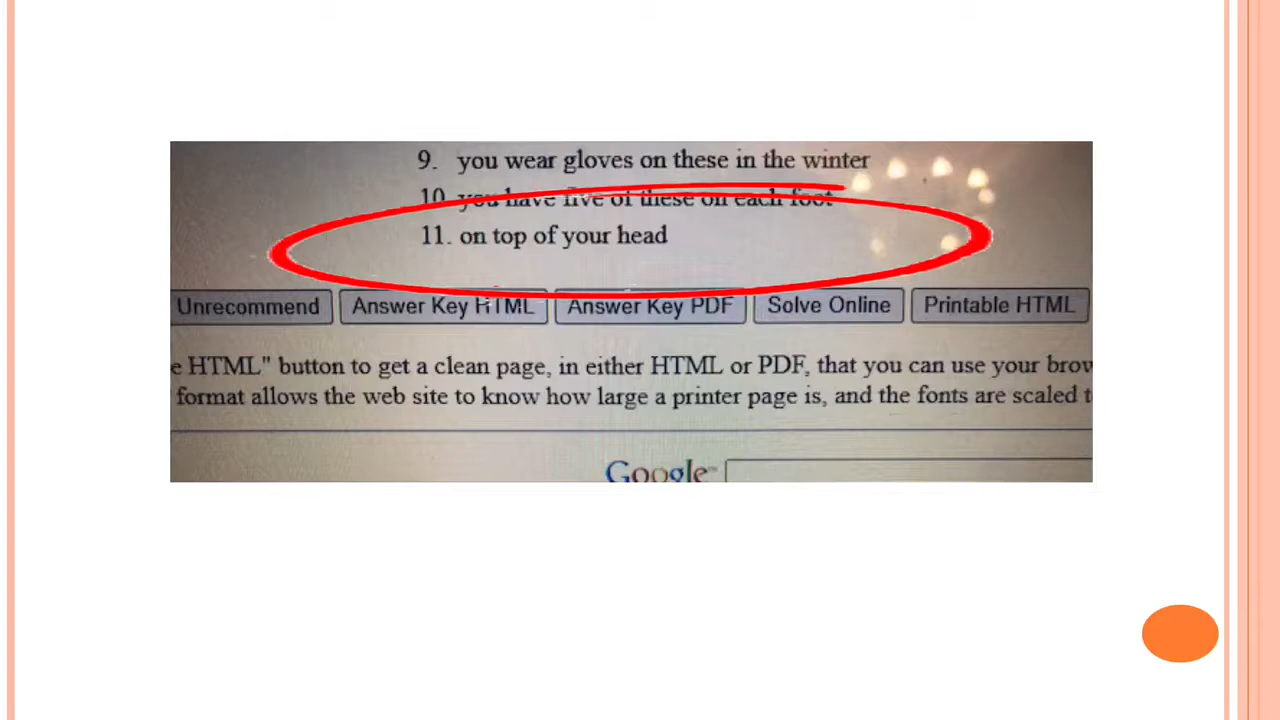 9. you wear gloves on these in the winter
10. you have five of these on each foot
11. on top of your head
Unrecommend Answer Key HTML Answer Key PDF Solve Online Printable HTML
e HTML" button to get a clean page, in either HTML or PDF, that you can use your brow
format allows the web site to know how large a printer page is, and the fonts are scaled t
Google